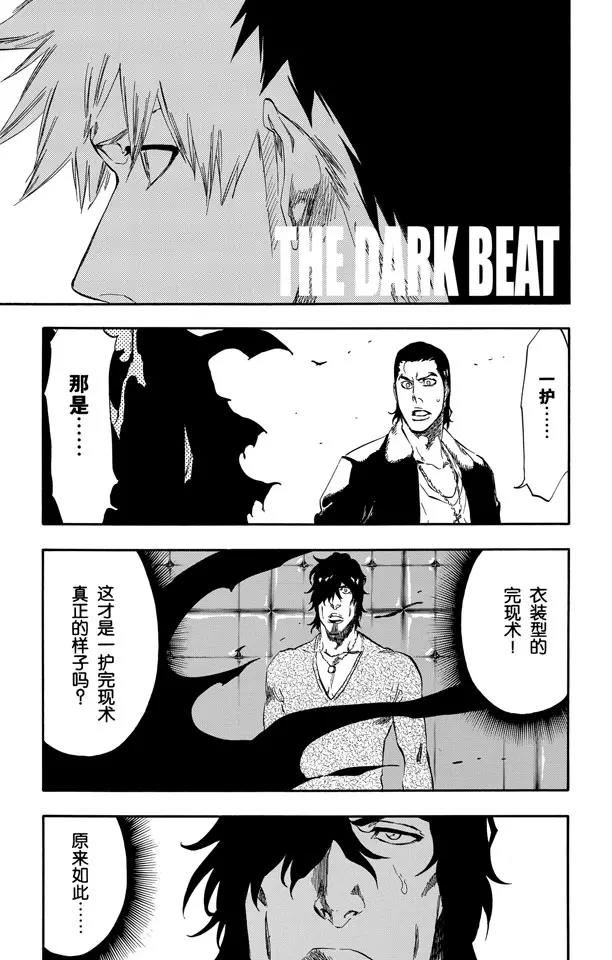 THE DARK BEAT
一护……
那是……
衣装型的
完现术！
这才是一护完现术
真正的样子吗？
原来如此……